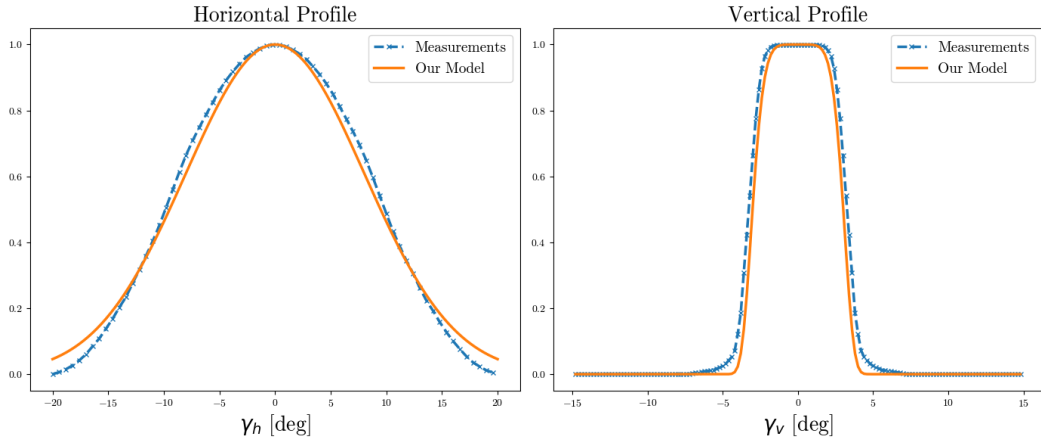 Horizontal Profile
1.0
0.8
0.6
0.4
0.2
0.0
Measurements
Our Model
−20 −15 −10 −5 0 5 10 15 20
γh [deg]
Vertical Profile
1.0
0.8
0.6
0.4
0.2
0.0
Measurements
Our Model
−15 −10 −5 0 5 10 15
γv [deg]